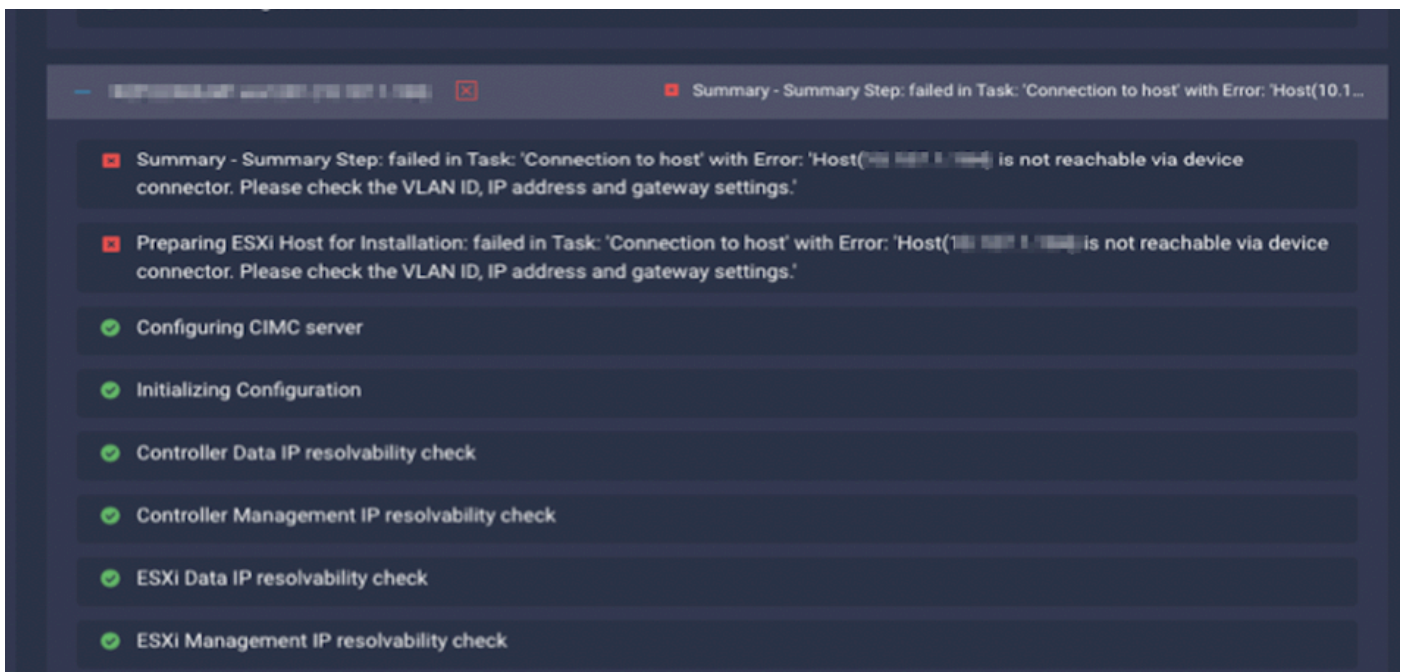 Summary - Summary Step: failed in Task: 'Connection to host' with Error: 'Host(10.1...
Summary - Summary Step: failed in Task: 'Connection to host' with Error: 'Host( is not reachable via device
connector. Please check the VLAN ID, IP address and gateway settings.'
Preparing ESXi Host for Installation: failed in Task: 'Connection to host' with Error: 'Host(1 is not reachable via device
connector. Please check the VLAN ID, IP address and gateway settings.'
Configuring CIMC server
Initializing Configuration
Controller Data IP resolvability check
Controller Management IP resolvability check
ESXi Data IP resolvability check
ESXi Management IP resolvability check